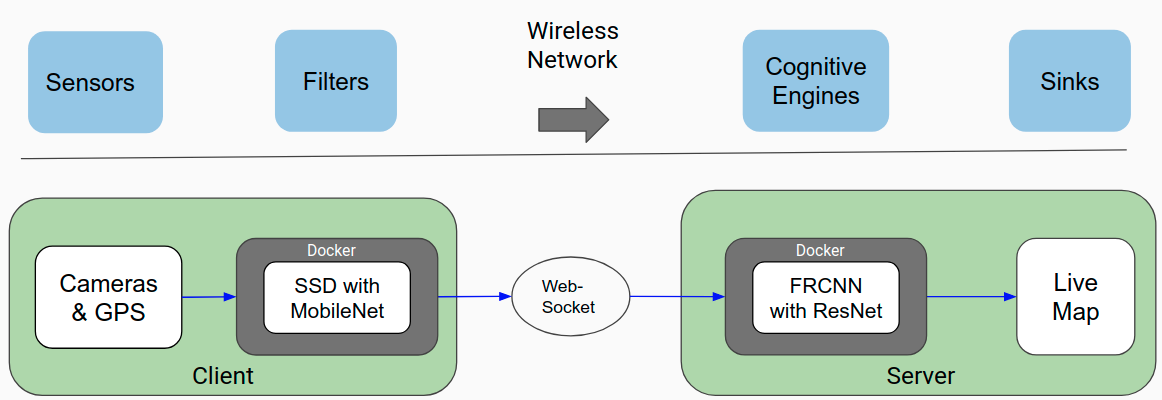 Sensors
Filters
Wireless
Network
Cognitive
Engines
Sinks
Cameras
& GPS
Docker
SSD with
MobileNet
Client
Web-
Socket
Docker
FRCNN
with ResNet
Live
Map
Server